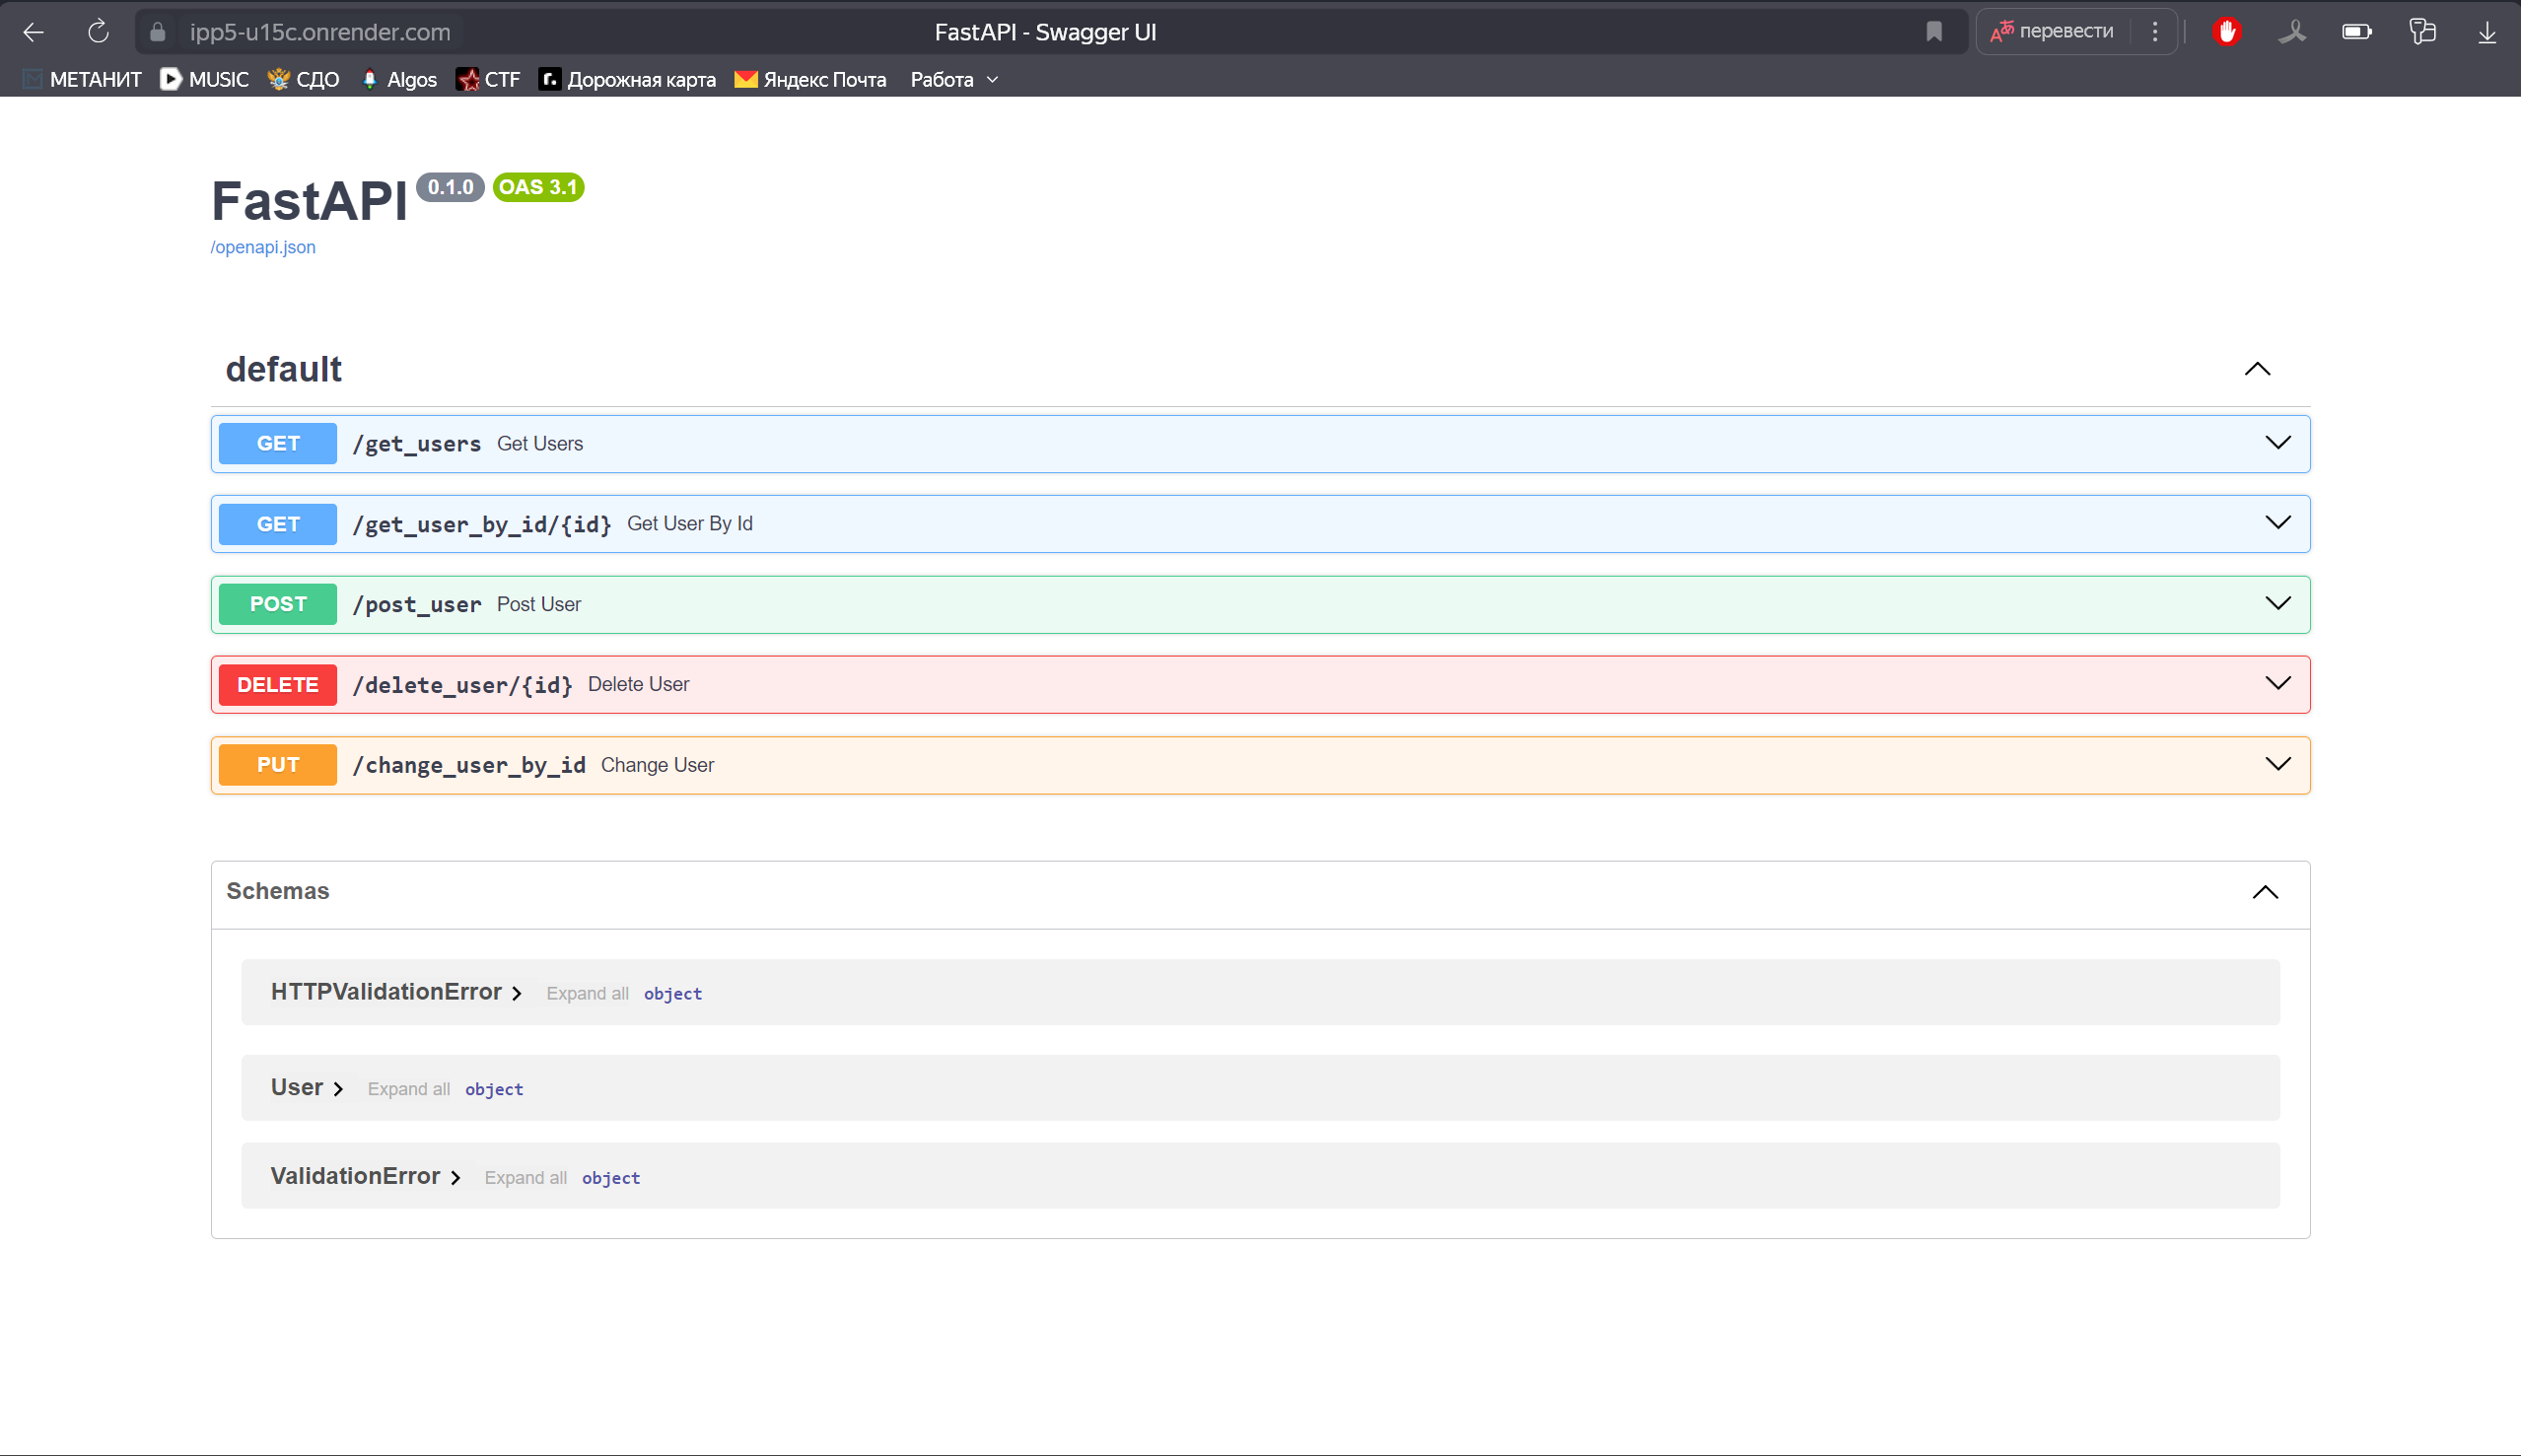 ipp5-u15c.onrender.com FastAPI - Swagger UI перевести
МЕТАНИТ MUSIC СДО Algos CTF r. Дорожная карта Яндекс Почта Работа
FastAPI 0.1.0 OAS 3.1
/openapi.json
default
GET /get_users Get Users
GET /get_user_by_id/{id} Get User By Id
POST /post_user Post User
DELETE /delete_user/{id} Delete User
PUT /change_user_by_id Change User
Schemas
HTTPValidationError Expand all object
User Expand all object
ValidationError Expand all object